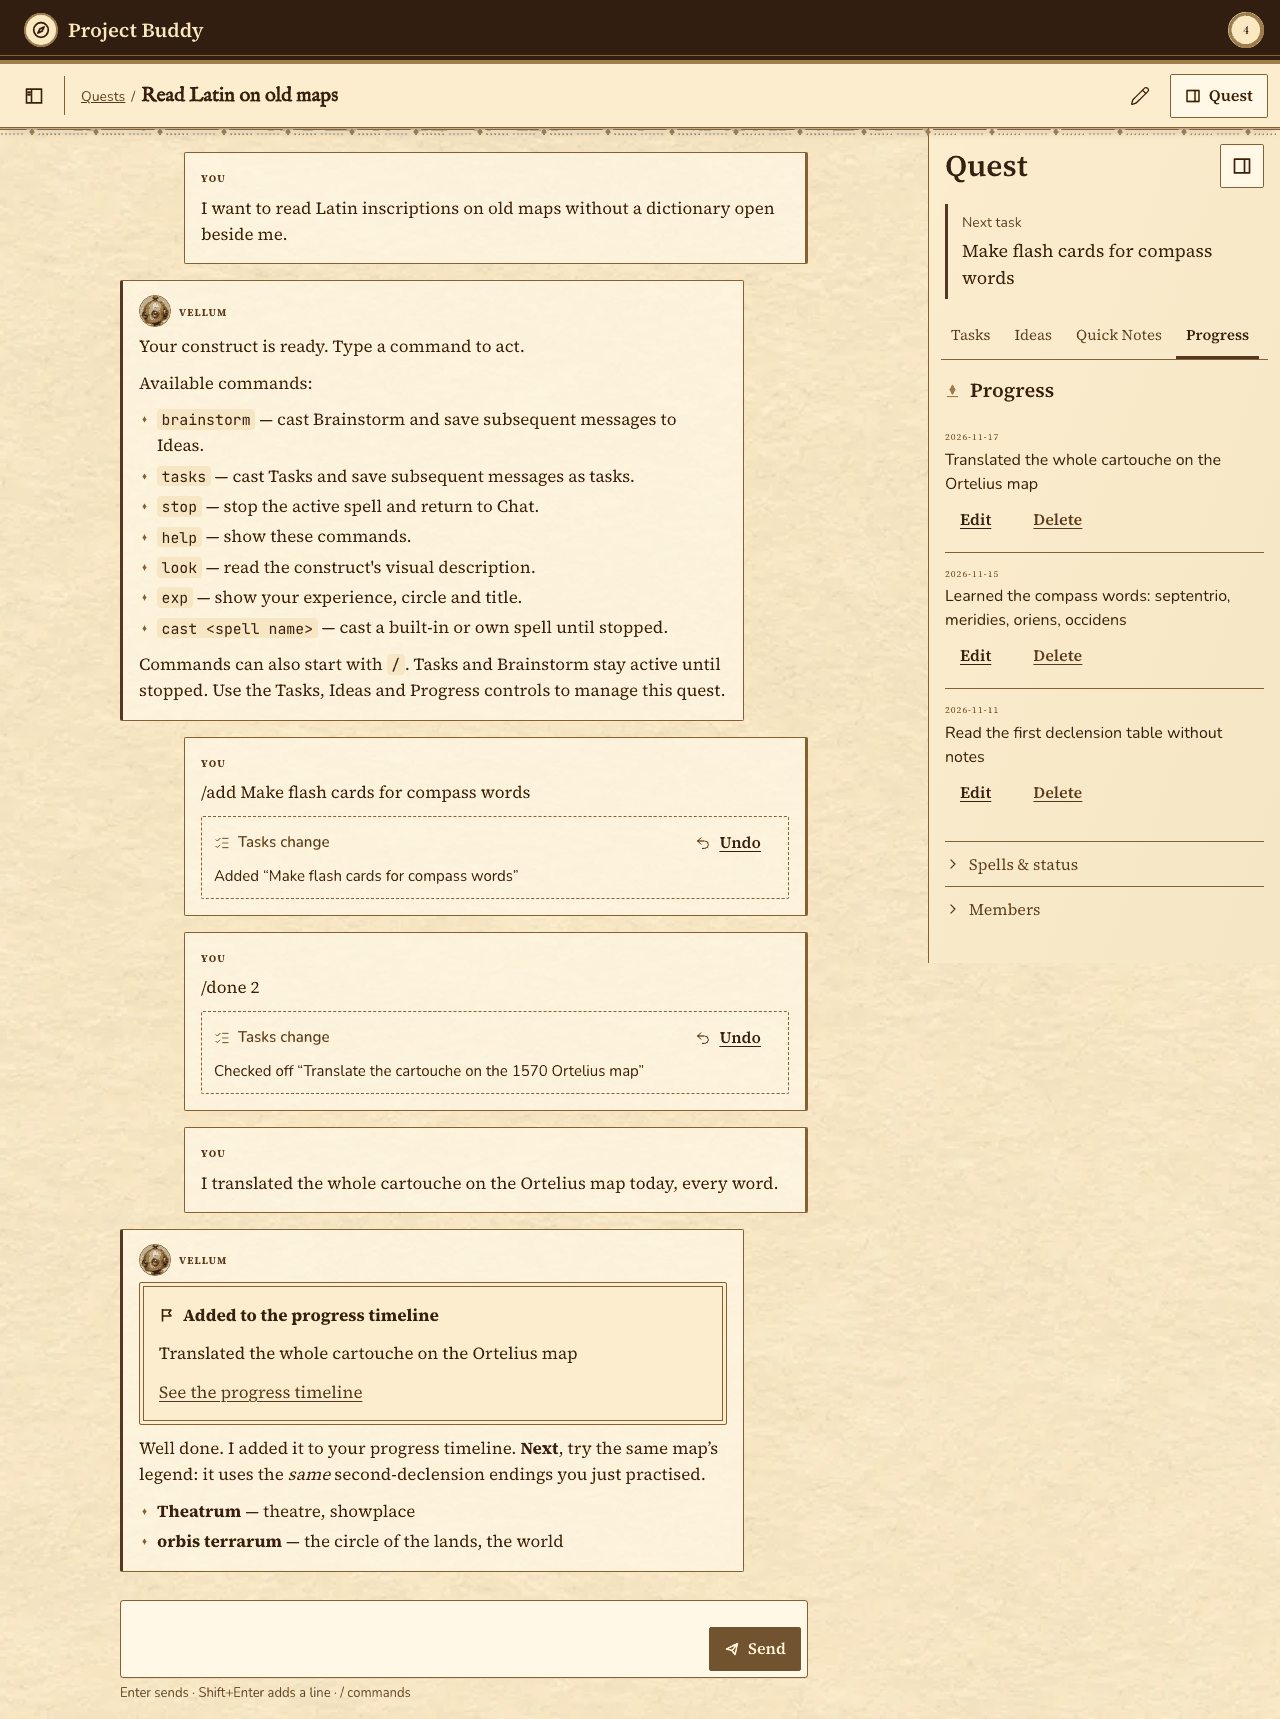 Project Buddy
4
Quests / Read Latin on old maps
Quest
YOU
I want to read Latin inscriptions on old maps without a dictionary open
beside me.
VELLUM
Your construct is ready. Type a command to act.
Available commands:
brainstorm — cast Brainstorm and save subsequent messages to
Ideas.
tasks — cast Tasks and save subsequent messages as tasks.
stop — stop the active spell and return to Chat.
help — show these commands.
look — read the construct's visual description.
exp — show your experience, circle and title.
cast <spell name> — cast a built-in or own spell until stopped.
Commands can also start with /. Tasks and Brainstorm stay active until
stopped. Use the Tasks, Ideas and Progress controls to manage this quest.
YOU
/add Make flash cards for compass words
Tasks change
Undo
Added “Make flash cards for compass words”
YOU
/done 2
Tasks change
Undo
Checked off “Translate the cartouche on the 1570 Ortelius map”
YOU
I translated the whole cartouche on the Ortelius map today, every word.
VELLUM
Added to the progress timeline
Translated the whole cartouche on the Ortelius map
See the progress timeline
Well done. I added it to your progress timeline. Next, try the same map’s
legend: it uses the same second-declension endings you just practised.
Theatrum — theatre, showplace
orbis terrarum — the circle of the lands, the world
Send
Enter sends · Shift+Enter adds a line · / commands
Quest
Next task
Make flash cards for compass
words
Tasks Ideas Quick Notes Progress
Progress
2026-11-17
Translated the whole cartouche on the
Ortelius map
Edit Delete
2026-11-15
Learned the compass words: septentrio,
meridies, oriens, occidens
Edit Delete
2026-11-11
Read the first declension table without
notes
Edit Delete
Spells & status
Members